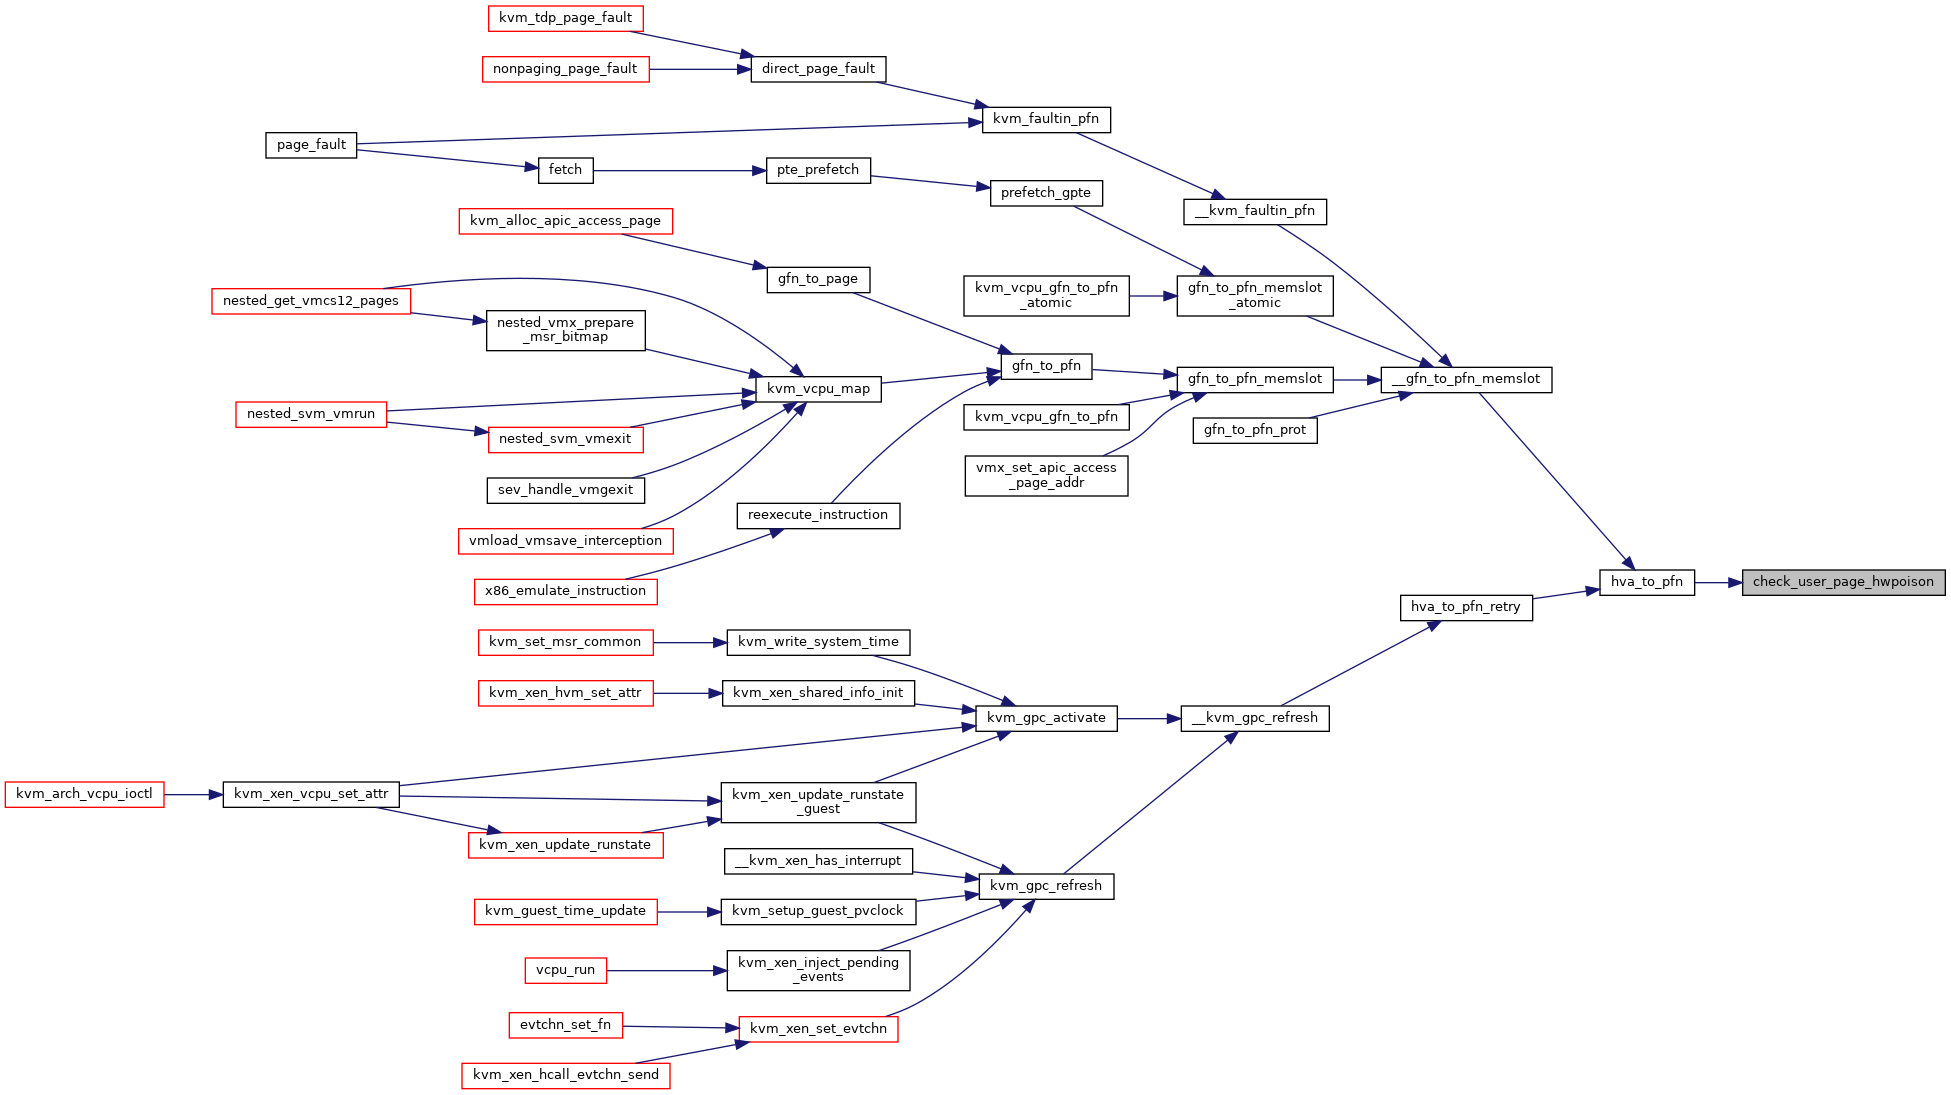 kvm_tdp_page_fault
nonpaging_page_fault
direct_page_fault
kvm_faultin_pfn
page_fault
fetch
pte_prefetch
prefetch_gpte
__kvm_faultin_pfn
kvm_alloc_apic_access_page
gfn_to_page
kvm_vcpu_gfn_to_pfn
_atomic
gfn_to_pfn_memslot
_atomic
nested_get_vmcs12_pages
nested_vmx_prepare
_msr_bitmap
gfn_to_pfn
kvm_vcpu_map
gfn_to_pfn_memslot
__gfn_to_pfn_memslot
nested_svm_vmrun
kvm_vcpu_gfn_to_pfn
gfn_to_pfn_prot
nested_svm_vmexit
vmx_set_apic_access
_page_addr
sev_handle_vmgexit
reexecute_instruction
vmload_vmsave_interception
x86_emulate_instruction
hva_to_pfn
check_user_page_hwpoison
hva_to_pfn_retry
kvm_set_msr_common
kvm_write_system_time
kvm_xen_hvm_set_attr
kvm_xen_shared_info_init
kvm_gpc_activate
__kvm_gpc_refresh
kvm_arch_vcpu_ioctl
kvm_xen_vcpu_set_attr
kvm_xen_update_runstate
_guest
kvm_xen_update_runstate
__kvm_xen_has_interrupt
kvm_gpc_refresh
kvm_guest_time_update
kvm_setup_guest_pvclock
vcpu_run
kvm_xen_inject_pending
_events
evtchn_set_fn
kvm_xen_set_evtchn
kvm_xen_hcall_evtchn_send